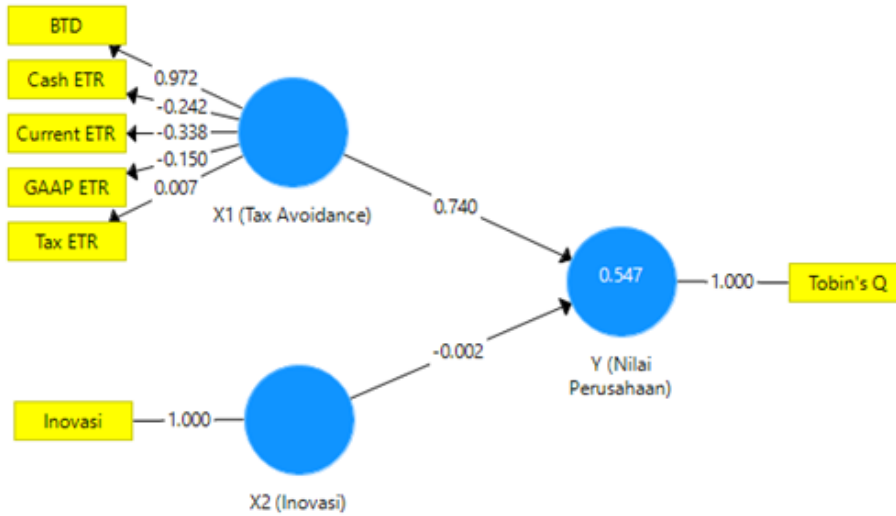 BTD
0.972
Cash ETR
-0.242
Current ETR
-0.338
GAAP ETR
-0.150
0.007
Tax ETR
X1 (Tax Avoidance)
0.740
0.547
1.000
Tobin's Q
Y (Nilai
Perusahaan)
-0.002
Inovasi
1.000
X2 (Inovasi)